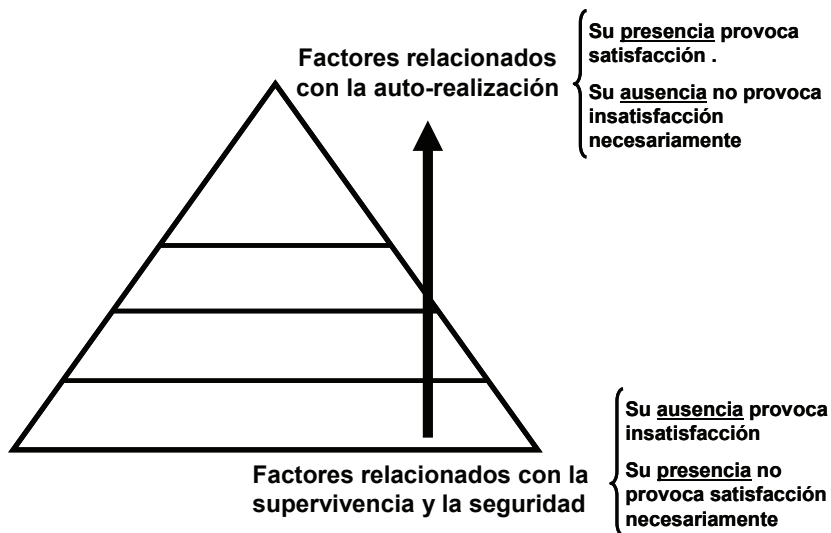 Factores relacionados
con la auto-realización
Su presencia provoca
satisfacción .
Su ausencia no provoca
insatisfacción
necesariamente
Factores relacionados con la
supervivencia y la seguridad
Su ausencia provoca
insatisfacción
Su presencia no
provoca satisfacción
necesariamente